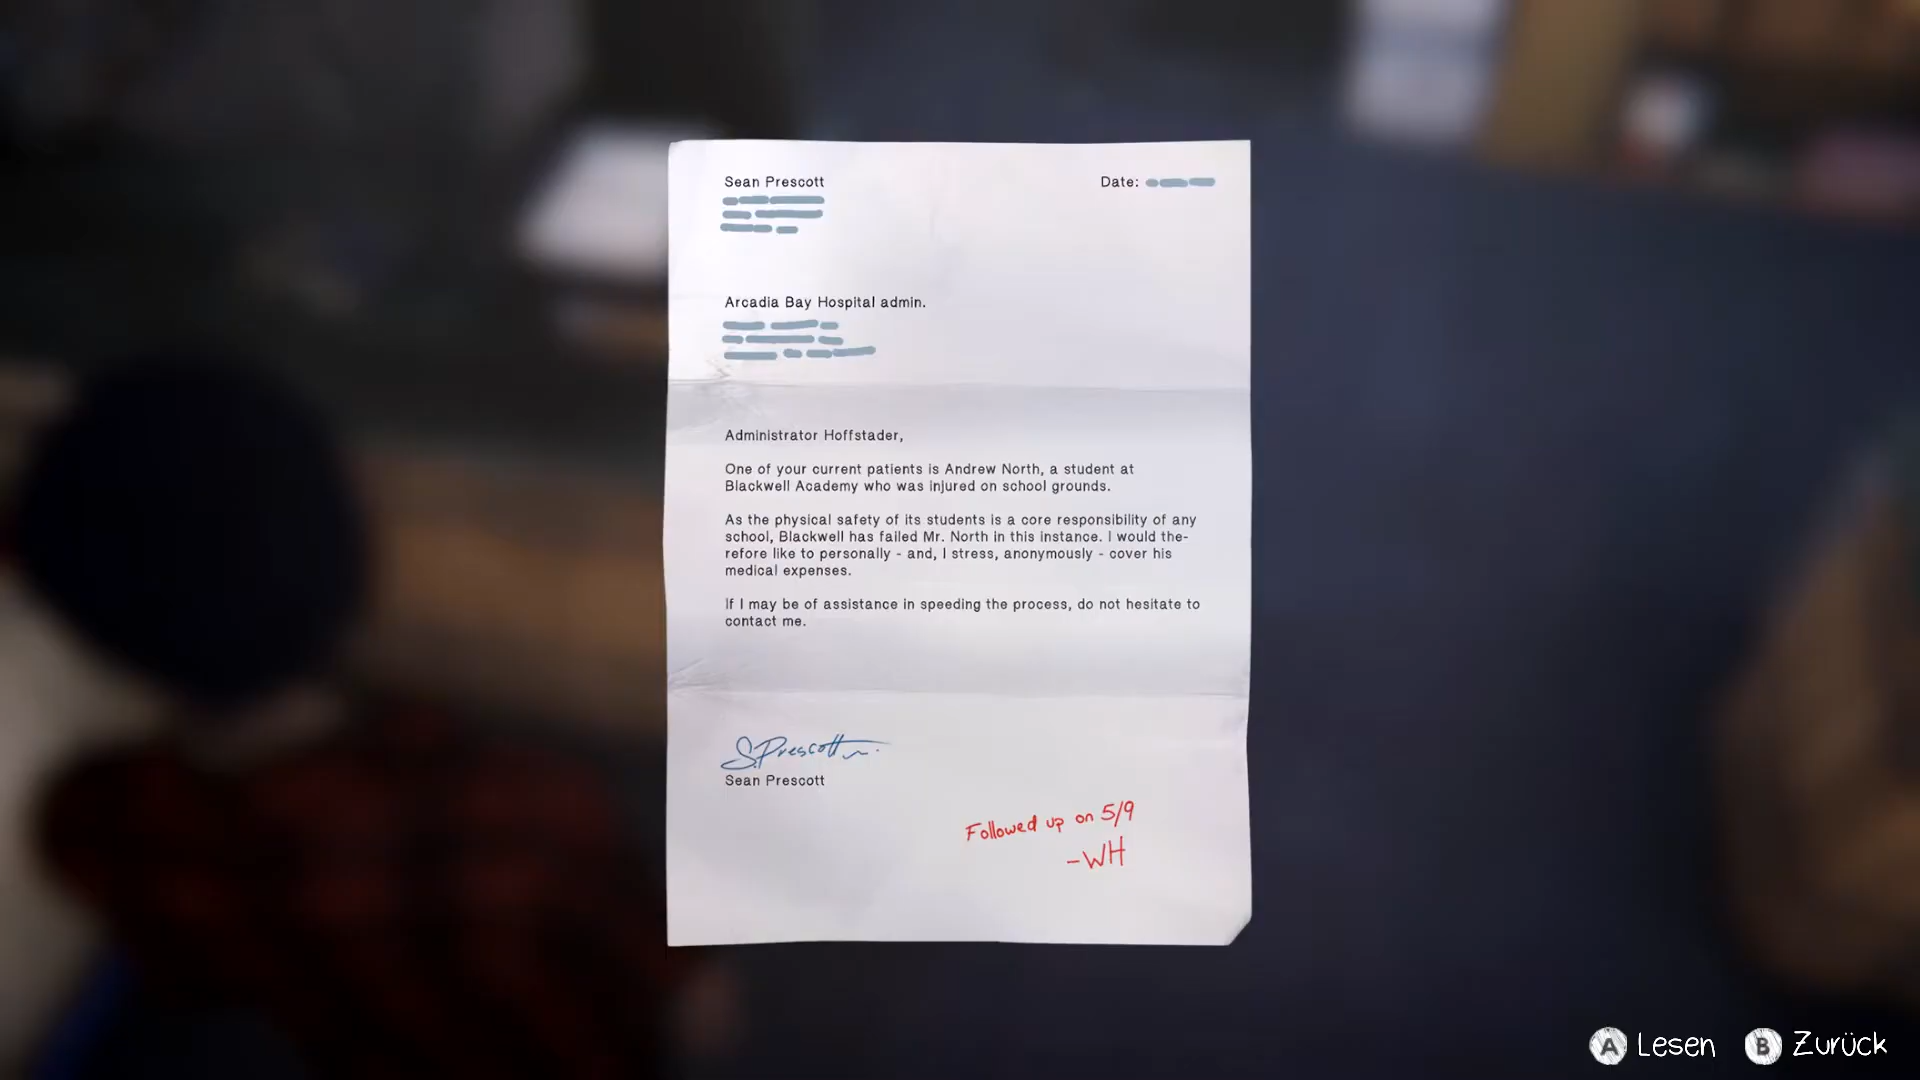 Sean Prescott
Date:
Arcadia Bay Hospital admin.
Administrator Hoffstader,
One of your current patients is Andrew North, a student at
Blackwell Academy who was injured on school grounds.
As the physical safety of its students is a core responsibility of any
school, Blackwell has failed Mr. North in this instance. I would the-
refore like to personally - and, I stress, anonymously - cover his
medical expenses.
If I may be of assistance in speeding the process, do not hesitate to
contact me.
S.Prescott
Sean Prescott
Followed up on 5/9
-WH
A Lesen B Zurück